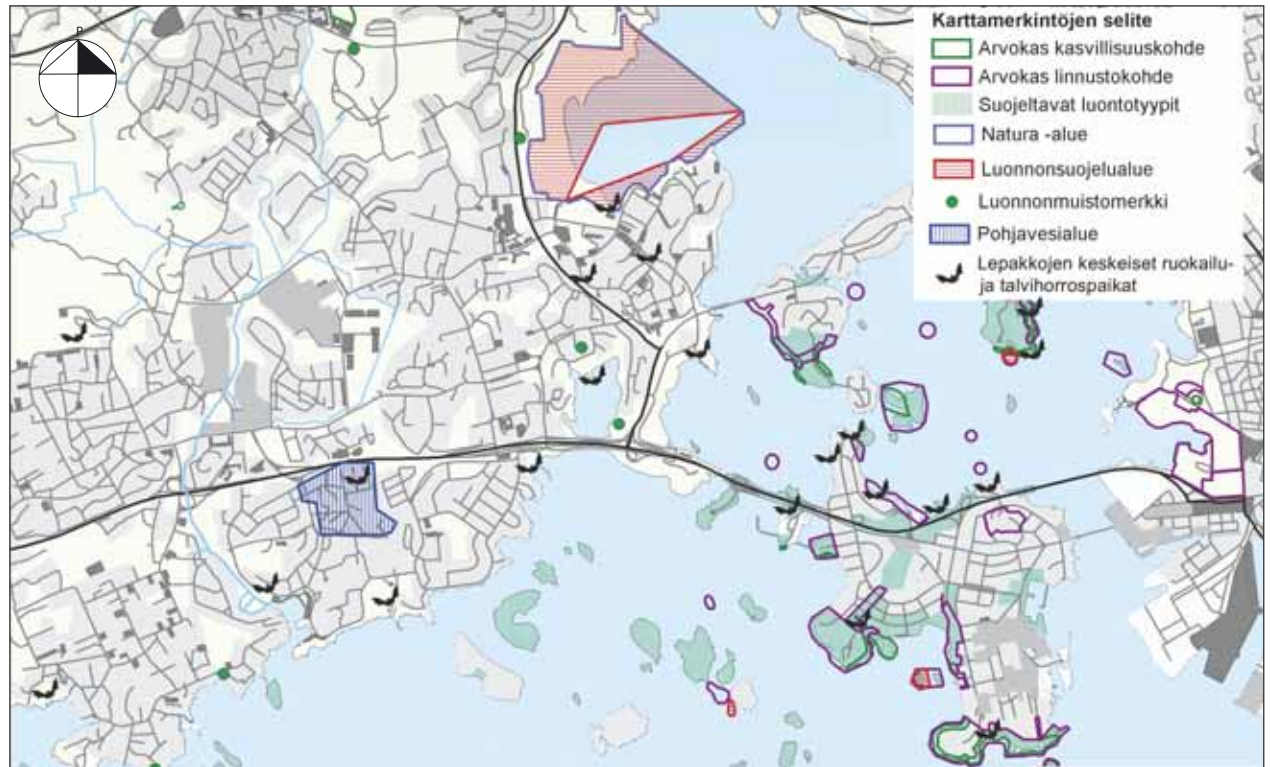 P
Karttamerkintöjen selite
Arvokas kasvillisuuskohde
Arvokas linnustokohde
Suojeltavat luontotyypit
Natura -alue
Luonnonsuojelualue
Luonnonmuistomerkki
Pohjavesialue
Lepakkojen keskeiset ruokailu-
ja talvihorrospaikat